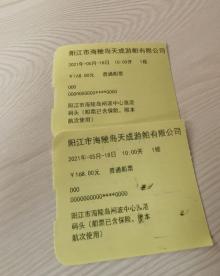 阳江市海陵岛天成游船有限公司
2021年-05月-18日 10:00开 1楼
￥168.00元 普通船票
000
0000000000****0000
阳江市海陵岛闸坡中心渔港
码头（船票已含保险，限本
航次使用）
阳江市海陵岛天成游船有限公司
2021年-05月-18日 10:00开 1楼
￥168.00元 普通船票
000
0000000000****0000
阳江市海陵岛闸坡中心渔港
码头（船票已含保险，限本
航次使用）